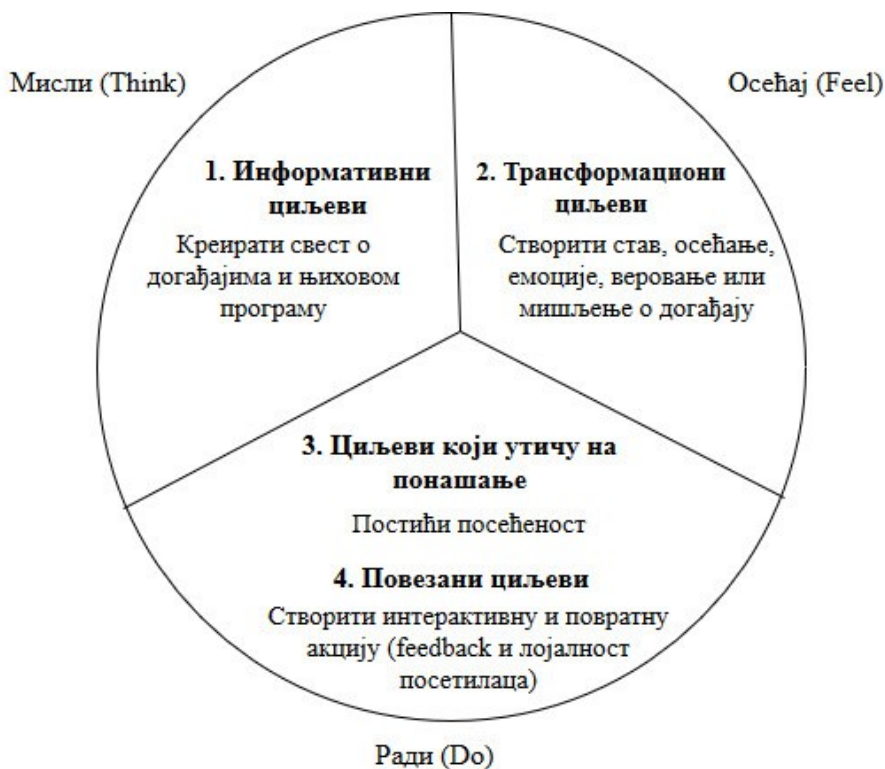 Мисли (Think)
Осећај (Feel)
1. Информативни
циљеви
Креирати свест о
догађајима и њиховом
програму
2. Трансформациони
циљеви
Створити став, осећање,
емоције, веровање или
мишљење о догађају
3. Циљеви који утичу на
понашање
Постићи посећеност
4. Повезани циљеви
Створити интерактивну и повратну
акцију (feedback и лојалност
посетилаца)
Ради (Do)